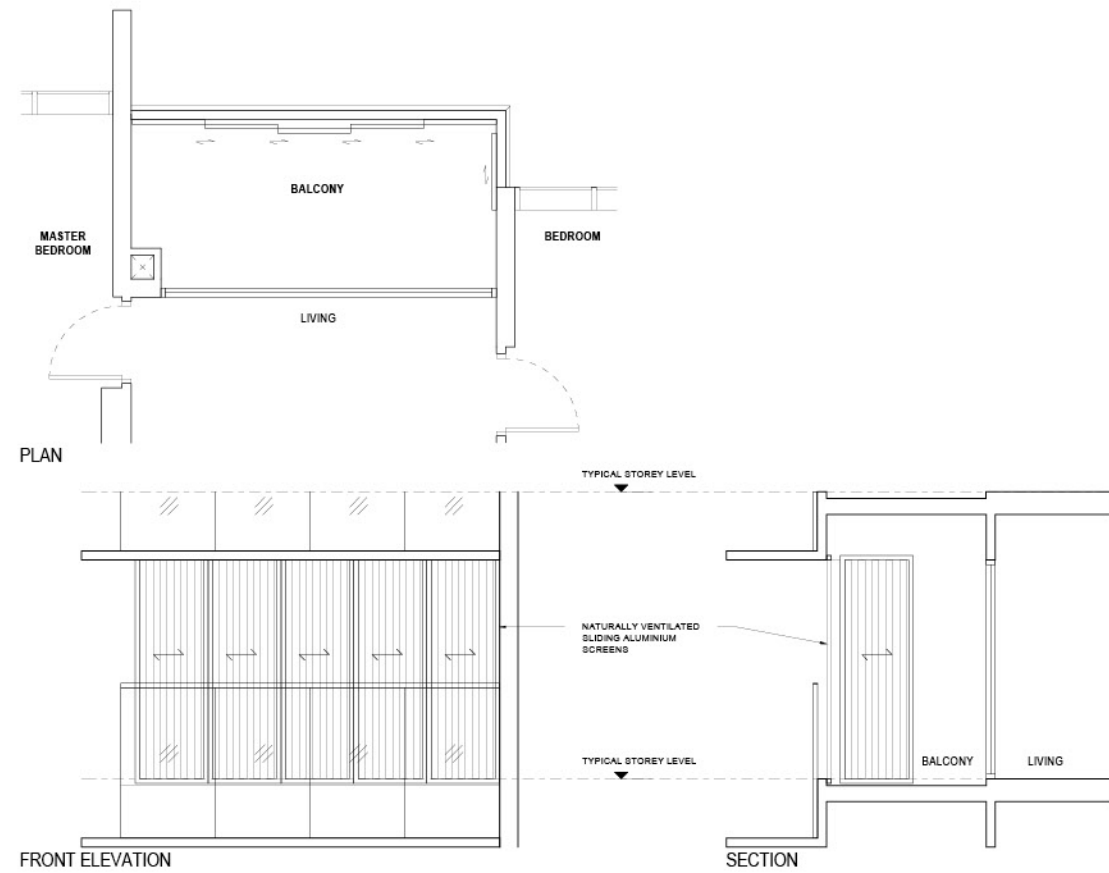 BALCONY
MASTER
BEDROOM
BEDROOM
LIVING
PLAN
TYPICAL STOREY LEVEL
NATURALLY VENTILATED
SLIDING ALUMINIUM
SCREENS
TYPICAL STOREY LEVEL
BALCONY
LIVING
FRONT ELEVATION
SECTION